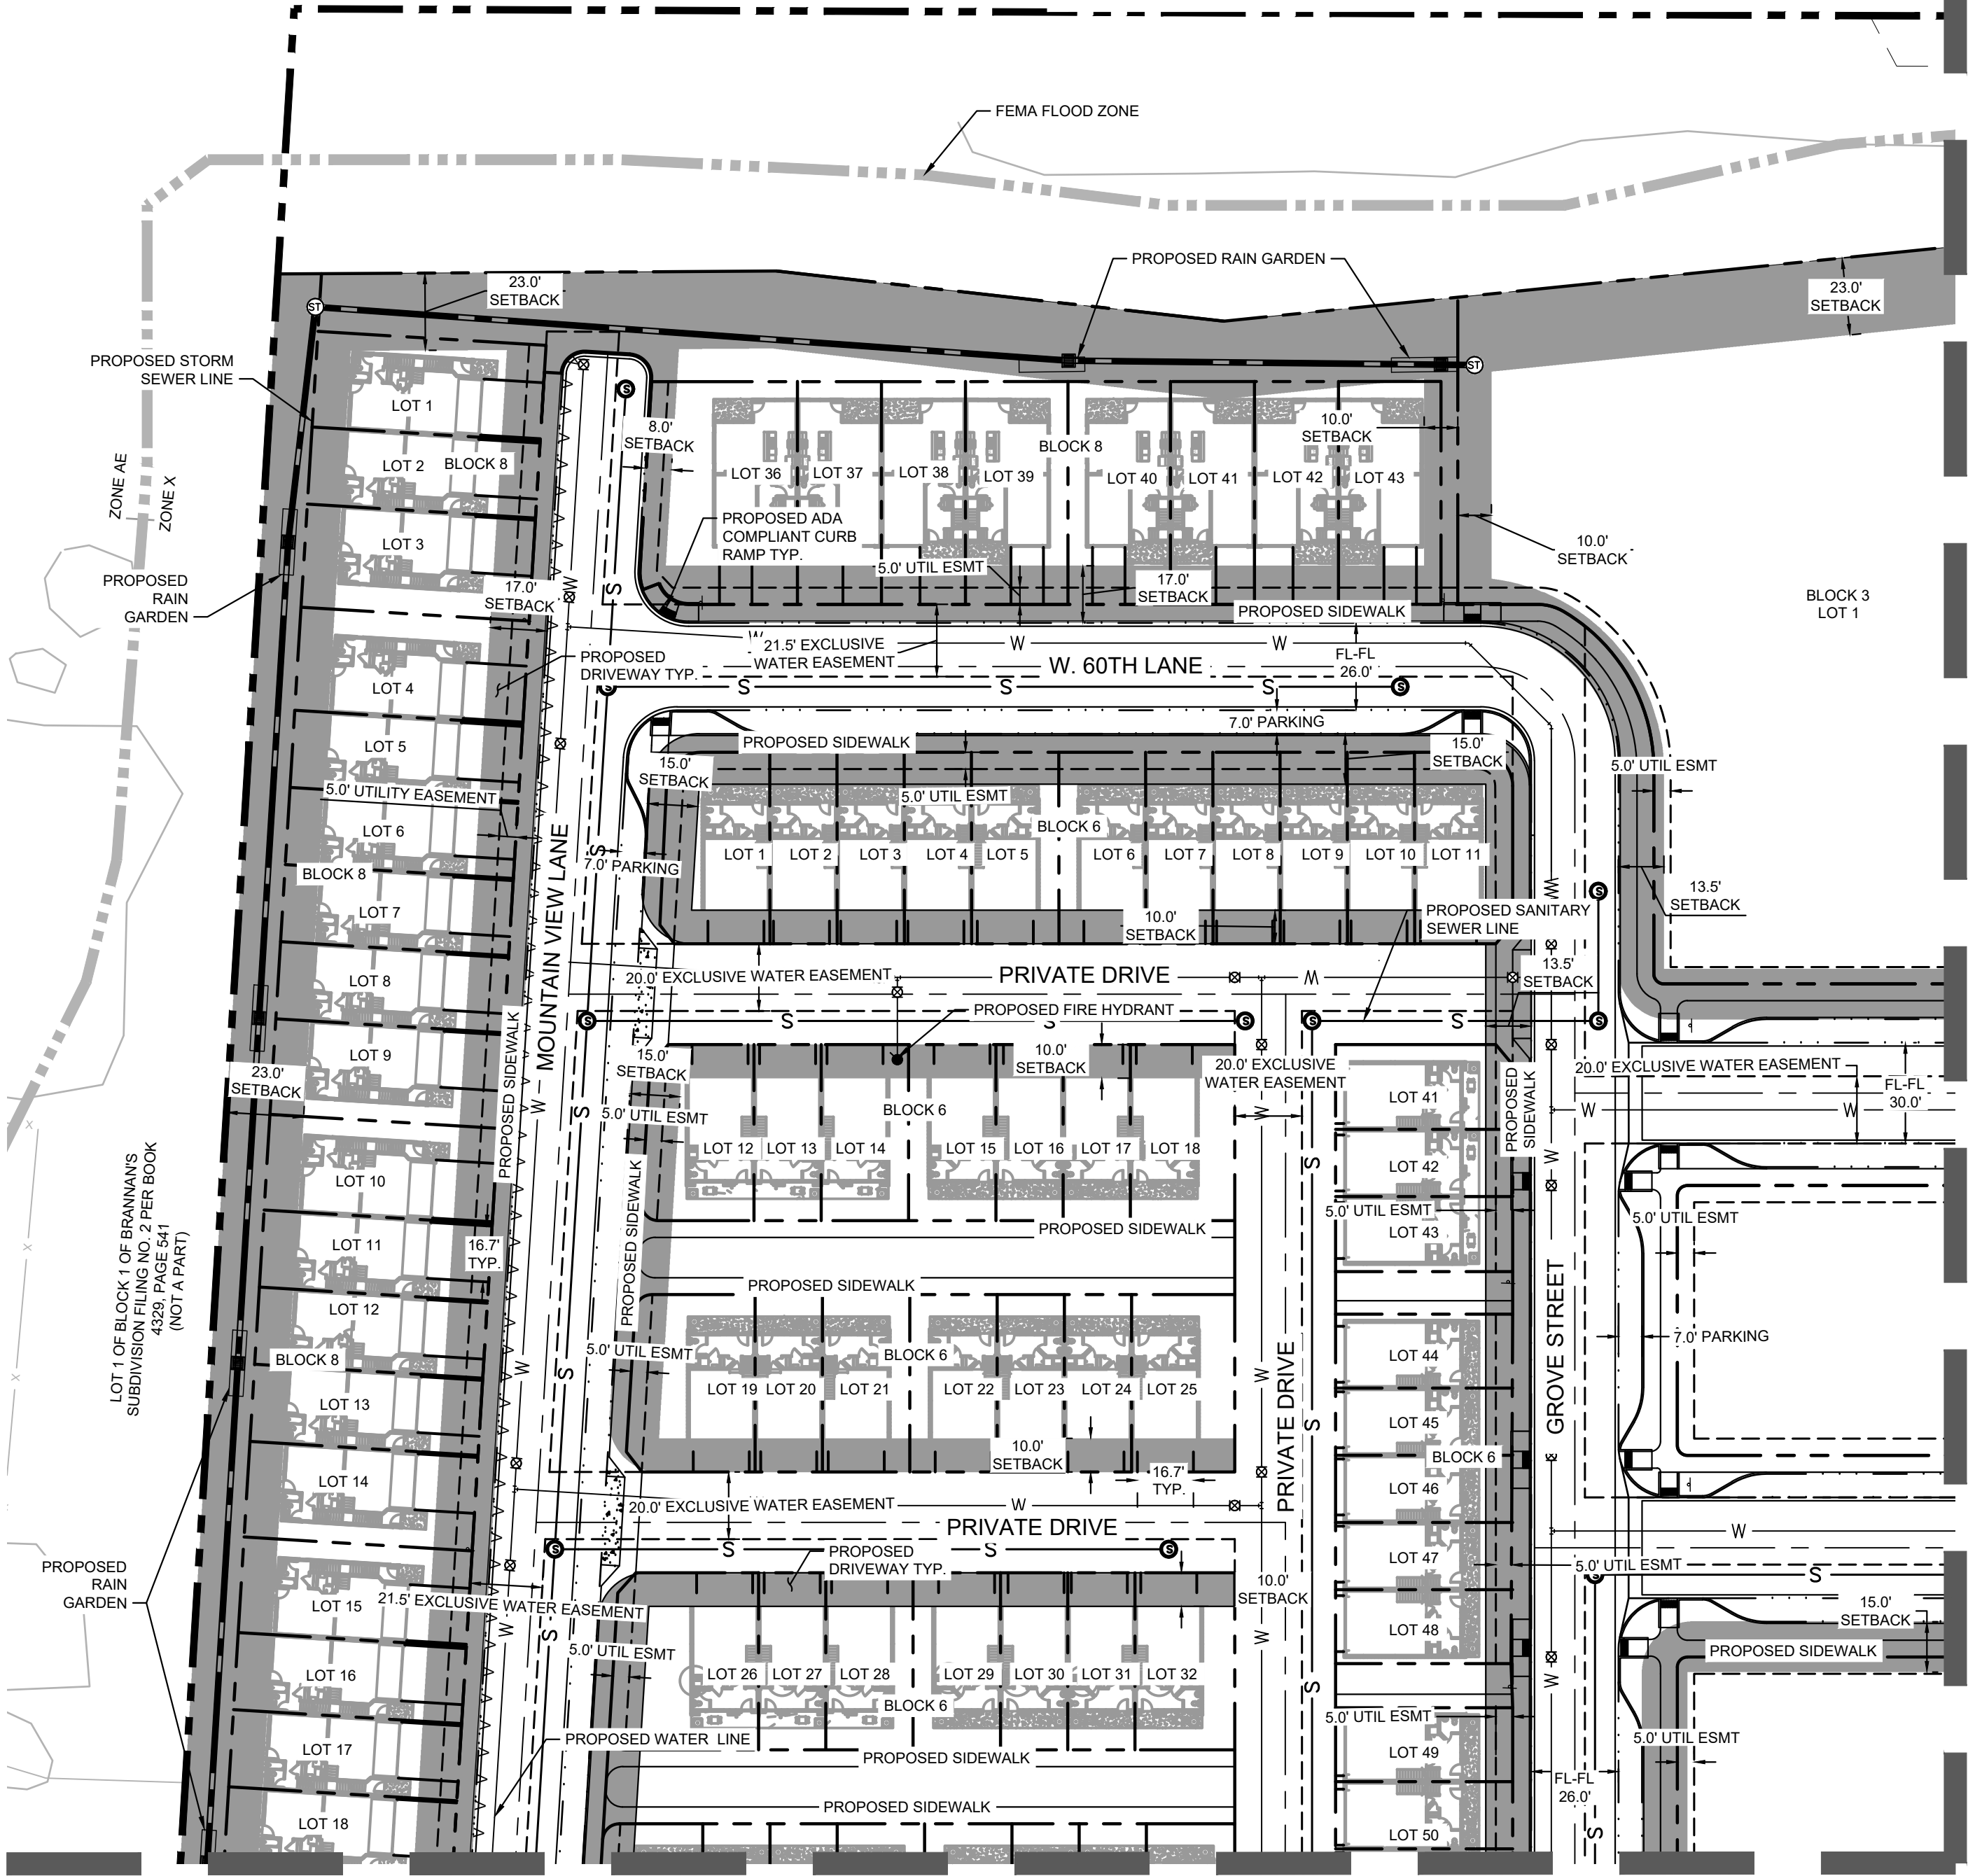 FEMA FLOOD ZONE
PROPOSED RAIN GARDEN
23.0'
SETBACK
23.0'
SETBACK
ST
ST
PROPOSED STORM
SEWER LINE
LOT 1
LOT 2
BLOCK 8
LOT 3
ZONE AE
ZONE X
S
8.0'
SETBACK
BLOCK 8
10.0'
SETBACK
LOT 36
LOT 37
LOT 38
LOT 39
LOT 40
LOT 41
LOT 42
LOT 43
PROPOSED ADA
COMPLIANT CURB
RAMP TYP.
10.0'
SETBACK
5.0' UTIL ESMT
17.0'
SETBACK
PROPOSED
RAIN
GARDEN
17.0'
SETBACK
W
S
PROPOSED SIDEWALK
BLOCK 3
LOT 1
W
21.5' EXCLUSIVE
WATER EASEMENT
W
W
W. 60TH LANE
FL-FL
26.0'
PROPOSED
DRIVEWAY TYP.
S
S
S
S
S
LOT 4
7.0' PARKING
PROPOSED SIDEWALK
15.0'
SETBACK
15.0'
SETBACK
5.0' UTIL ESMT
LOT 5
5.0' UTILITY EASEMENT
5.0' UTIL ESMT
LOT 6
BLOCK 6
LOT 1
LOT 2
LOT 3
LOT 4
LOT 5
LOT 6
LOT 7
LOT 8
LOT 9
LOT 10
LOT 11
S
7.0' PARKING
BLOCK 8
MOUNTAIN VIEW LANE
W
S
13.5'
SETBACK
LOT 7
10.0'
SETBACK
PROPOSED SANITARY
SEWER LINE
LOT 8
20.0' EXCLUSIVE WATER EASEMENT
PRIVATE DRIVE
W
13.5'
SETBACK
PROPOSED FIRE HYDRANT
S
S
S
S
S
S
S
LOT 9
PROPOSED SIDEWALK
15.0'
SETBACK
10.0'
SETBACK
20.0' EXCLUSIVE
WATER EASEMENT
20.0' EXCLUSIVE WATER EASEMENT
FL-FL
30.0'
23.0'
SETBACK
W
S
5.0' UTIL ESMT
BLOCK 6
W
LOT 41
PROPOSED
SIDEWALK
W
W
LOT 12
LOT 13
LOT 14
LOT 15
LOT 16
LOT 17
LOT 18
S
LOT 42
W
LOT 10
5.0' UTIL ESMT
5.0' UTIL ESMT
LOT 1 OF BLOCK 1 OF BRANNAN'S
SUBDIVISION FILING NO. 2 PER BOOK
4329, PAGE 541
(NOT A PART)
X
X
X
LOT 11
16.7'
TYP.
PROPOSED SIDEWALK
PROPOSED SIDEWALK
LOT 43
PROPOSED SIDEWALK
LOT 12
GROVE STREET
7.0' PARKING
BLOCK 8
W
S
5.0' UTIL ESMT
BLOCK 6
LOT 44
LOT 19
LOT 20
LOT 21
LOT 22
LOT 23
LOT 24
LOT 25
W
PRIVATE DRIVE
S
LOT 13
LOT 45
BLOCK 6
10.0'
SETBACK
16.7'
TYP.
W
LOT 14
LOT 46
20.0' EXCLUSIVE WATER EASEMENT
W
PRIVATE DRIVE
W
S
S
S
S
LOT 47
5.0' UTIL ESMT
S
S
PROPOSED
DRIVEWAY TYP.
PROPOSED
RAIN
GARDEN
LOT 15
21.5' EXCLUSIVE WATER EASEMENT
10.0'
SETBACK
15.0'
SETBACK
W
S
W
LOT 48
PROPOSED SIDEWALK
5.0' UTIL ESMT
LOT 16
LOT 26
LOT 27
LOT 28
LOT 29
LOT 30
LOT 31
LOT 32
S
W
BLOCK 6
5.0' UTIL ESMT
LOT 17
PROPOSED WATER LINE
PROPOSED SIDEWALK
LOT 49
5.0' UTIL ESMT
FL-FL
26.0'
LOT 18
PROPOSED SIDEWALK
LOT 50
S